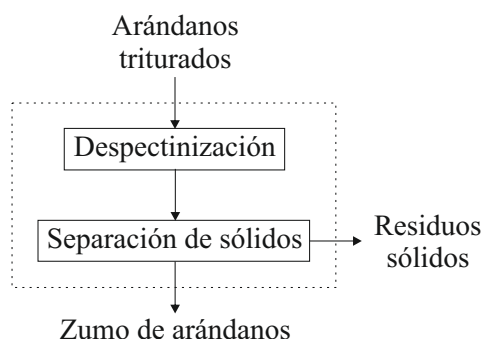 Arándanos
triturados
Despectinización
Separación de sólidos
Residuos
sólidos
Zumo de arándanos